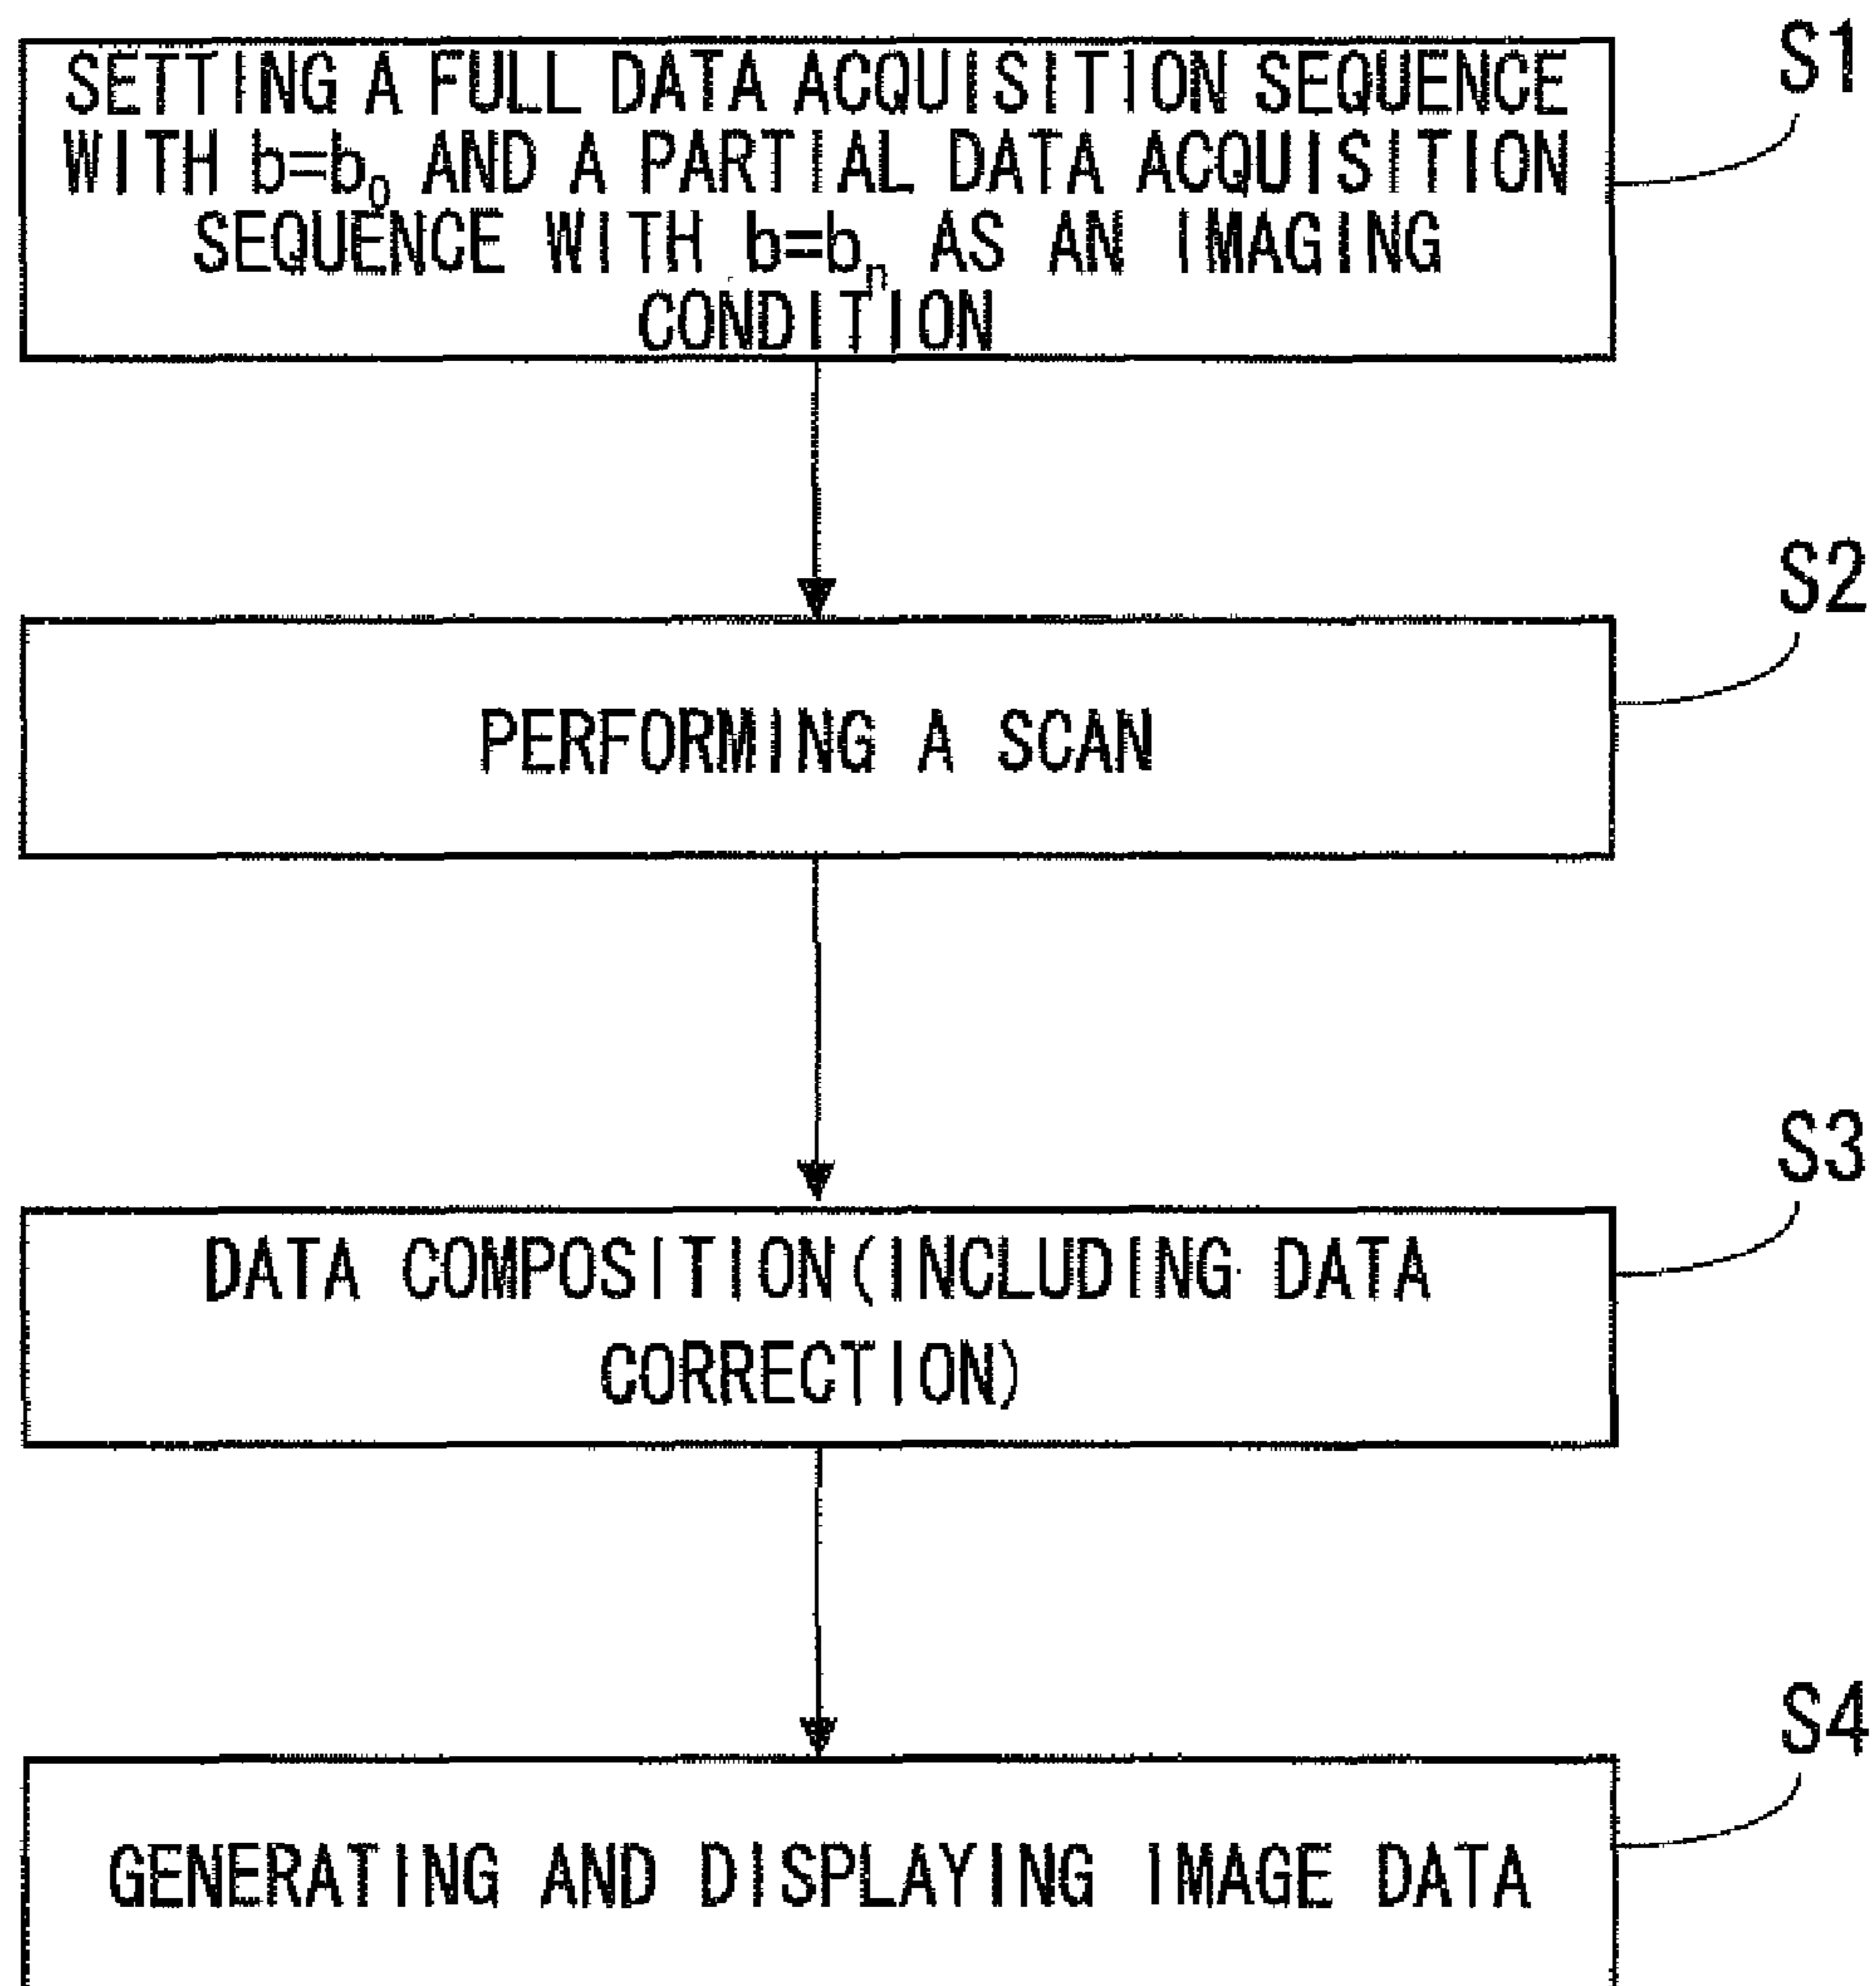 S1
SETTING A FULL DATA ACQUISITION SEQUENCE
WITH b=b₀ AND A PARTIAL DATA ACQUISITION
SEQUENCE WITH b=bₙ AS AN IMAGING
CONDITION
S2
PERFORMING A SCAN
S3
DATA COMPOSITION(INCLUDING DATA
CORRECTION)
S4
GENERATING AND DISPLAYING IMAGE DATA